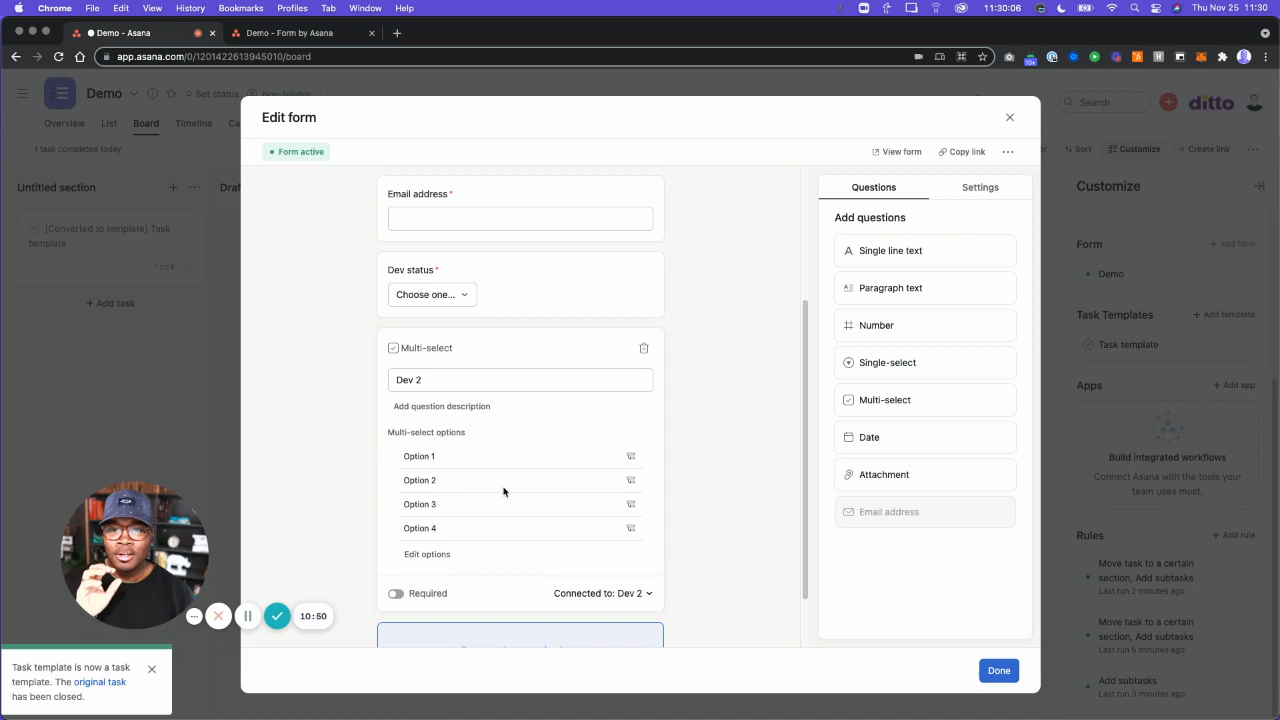 Chrome File Edit View History Bookmarks Profiles Tab Window Help
11:30:06
Thu Nov 25 11:30
Demo - Asana
Demo - Form by Asana
app.asana.com/0/1201422613945010/board
10+
Demo
Set status
Non-billable
Search
ditto
Overview
List
Board
Timeline
Ca
1 task completed today
Sort
Customize
Create link
Untitled section
Draf
[Converted to template] Task
template
+ Add task
Edit form
Form active
View form
Copy link
Email address*
Dev status*
Choose one...
Multi-select
Dev 2
Add question description
Multi-select options
Option 1
Option 2
Option 3
Option 4
Edit options
Required
Connected to: Dev 2
Questions
Settings
Add questions
Single line text
Paragraph text
Number
Single-select
Multi-select
Date
Attachment
Email address
Done
Customize
Form
+ Add form
Demo
Task Templates
+ Add template
Task template
Apps
+ Add app
Build integrated workflows
Connect Asana with the tools your
team uses most.
Rules
+ Add rule
Move task to a certain
section, Add subtasks
Last run 2 minutes ago
Move task to a certain
section, Add subtasks
Last run 5 minutes ago
Add subtasks
Last run 3 minutes ago
10:50
Task template is now a task
template. The original task
has been closed.